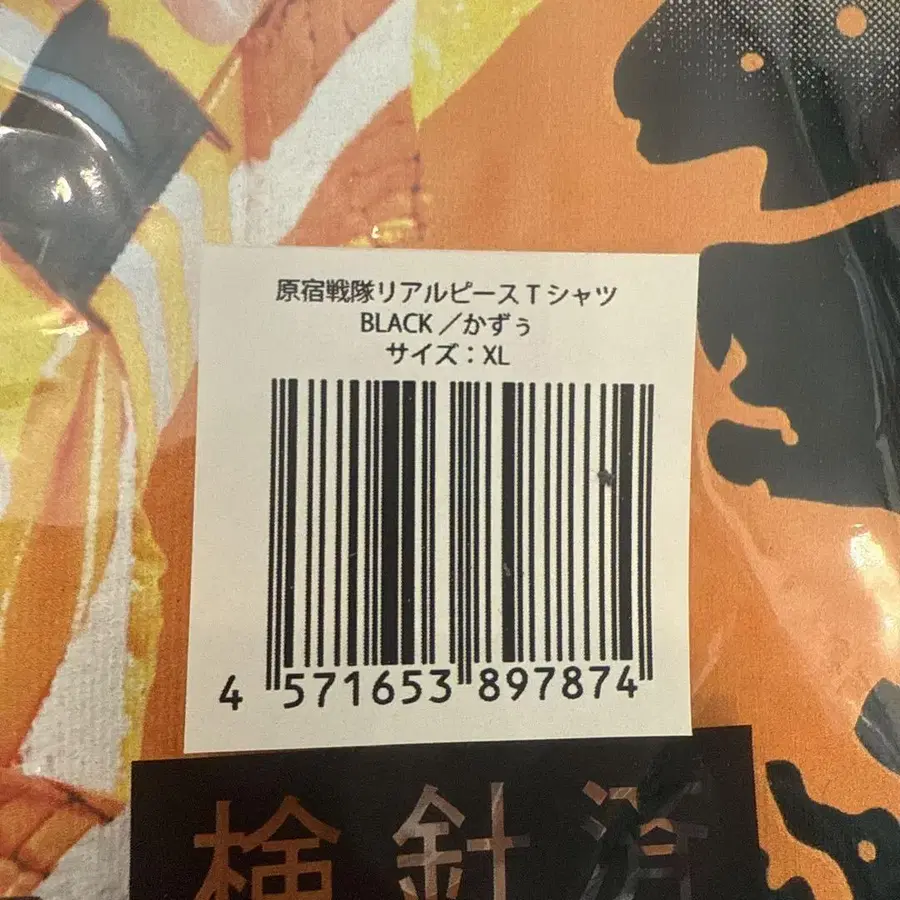 原宿戦隊リアルピースTシャツ
BLACK／かずぅ
サイズ：XL
4 571653 897874
検針済